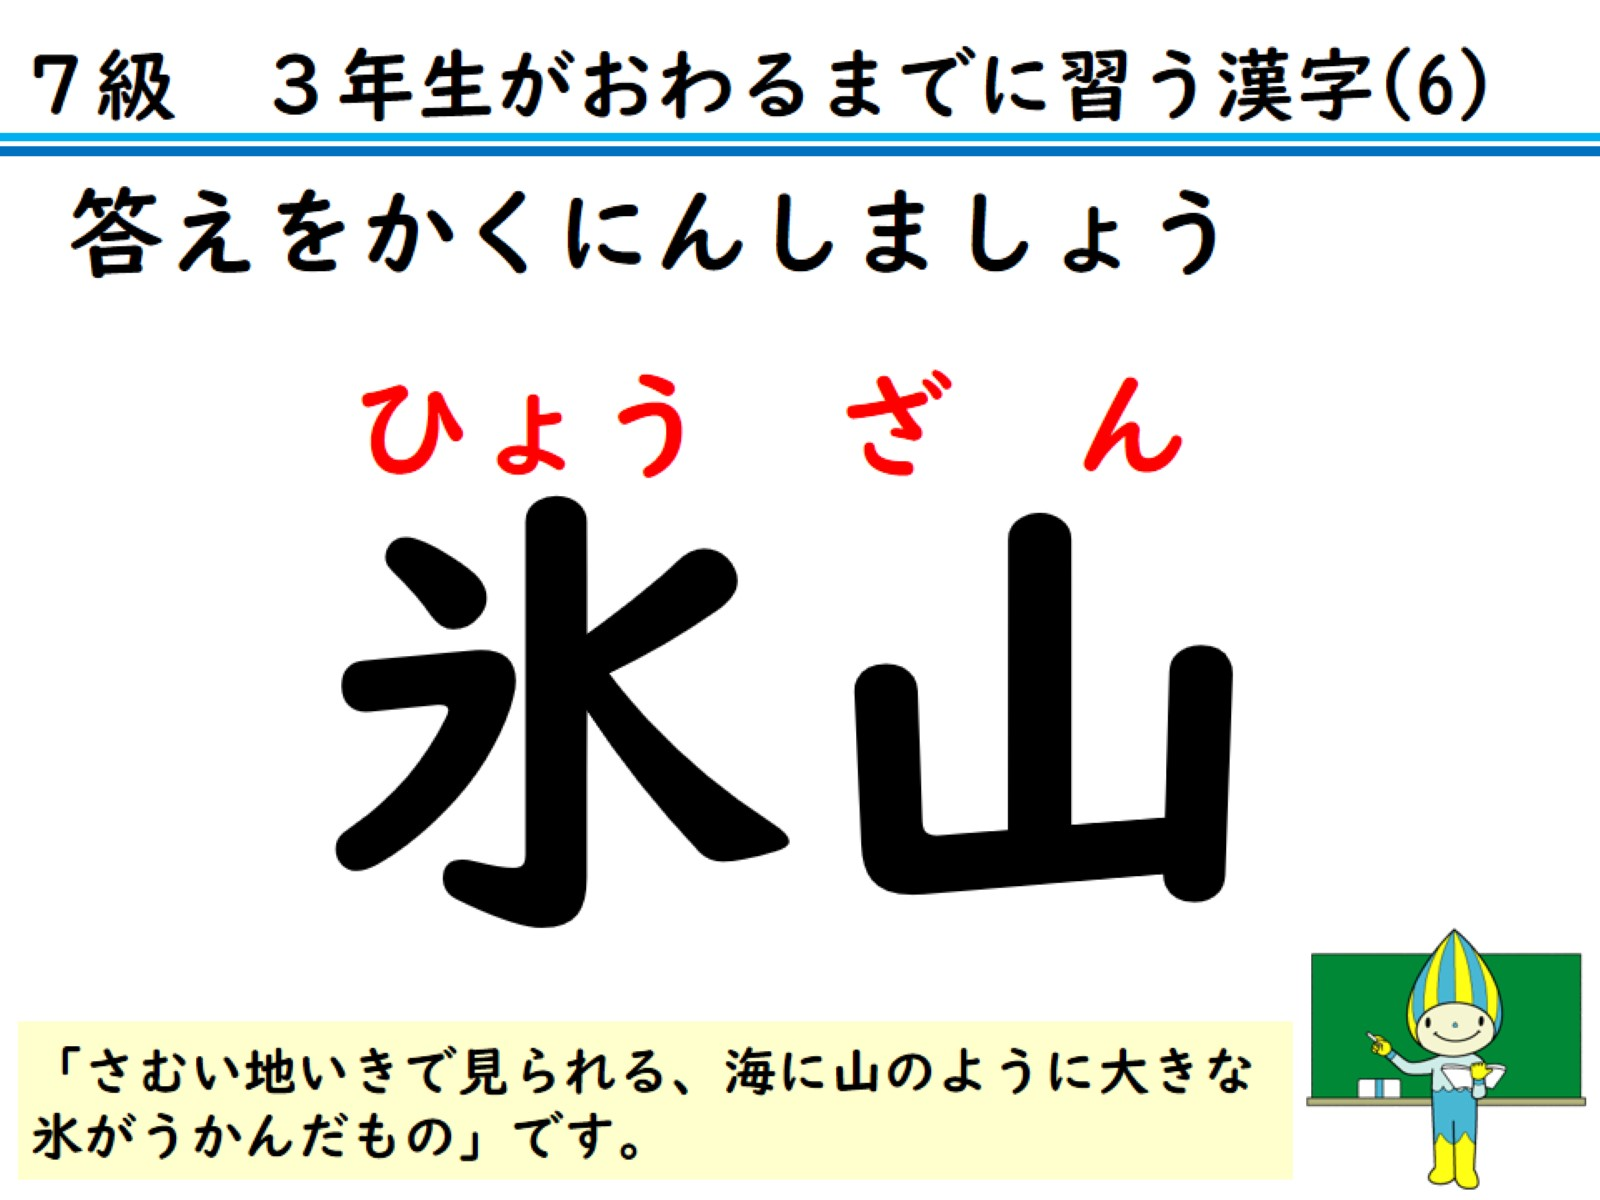 ７級　３年生がおわるまでに習う漢字(6)
答えをかくにんしましょう
ひょう　ざ　ん
氷山
「さむい地いきで見られる、海に山のように大きな
氷がうかんだもの」です。